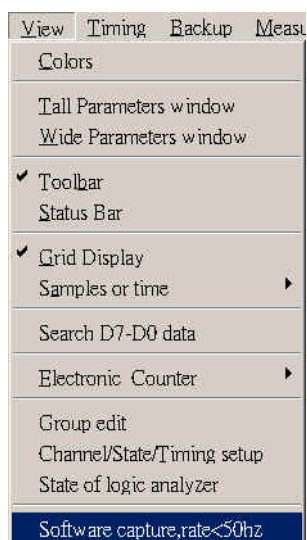 View Timing Backup Measu
Colors
Tall Parameters window
Wide Parameters window
Toolbar
Status Bar
Grid Display
Samples or time
Search D7-D0 data
Electronic Counter
Group edit
Channel/State/Timing setup
State of logic analyzer
Software capture,rate<50hz